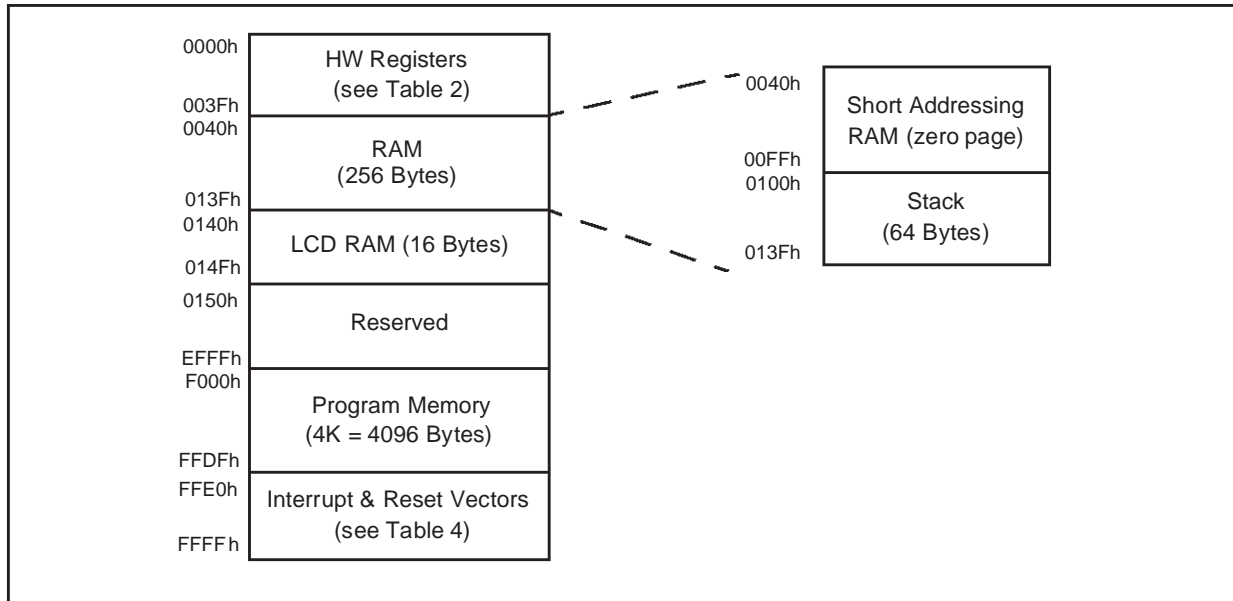 0000h
HW Registers
(see Table 2)
003Fh
0040h
RAM
(256 Bytes)
013Fh
0140h
LCD RAM (16 Bytes)
014Fh
0150h
Reserved
EFFFh
F000h
Program Memory
(4K = 4096 Bytes)
FFDFh
FFE0h
Interrupt & Reset Vectors
(see Table 4)
FFFFh
0040h
Short Addressing
RAM (zero page)
00FFh
0100h
Stack
(64 Bytes)
013Fh